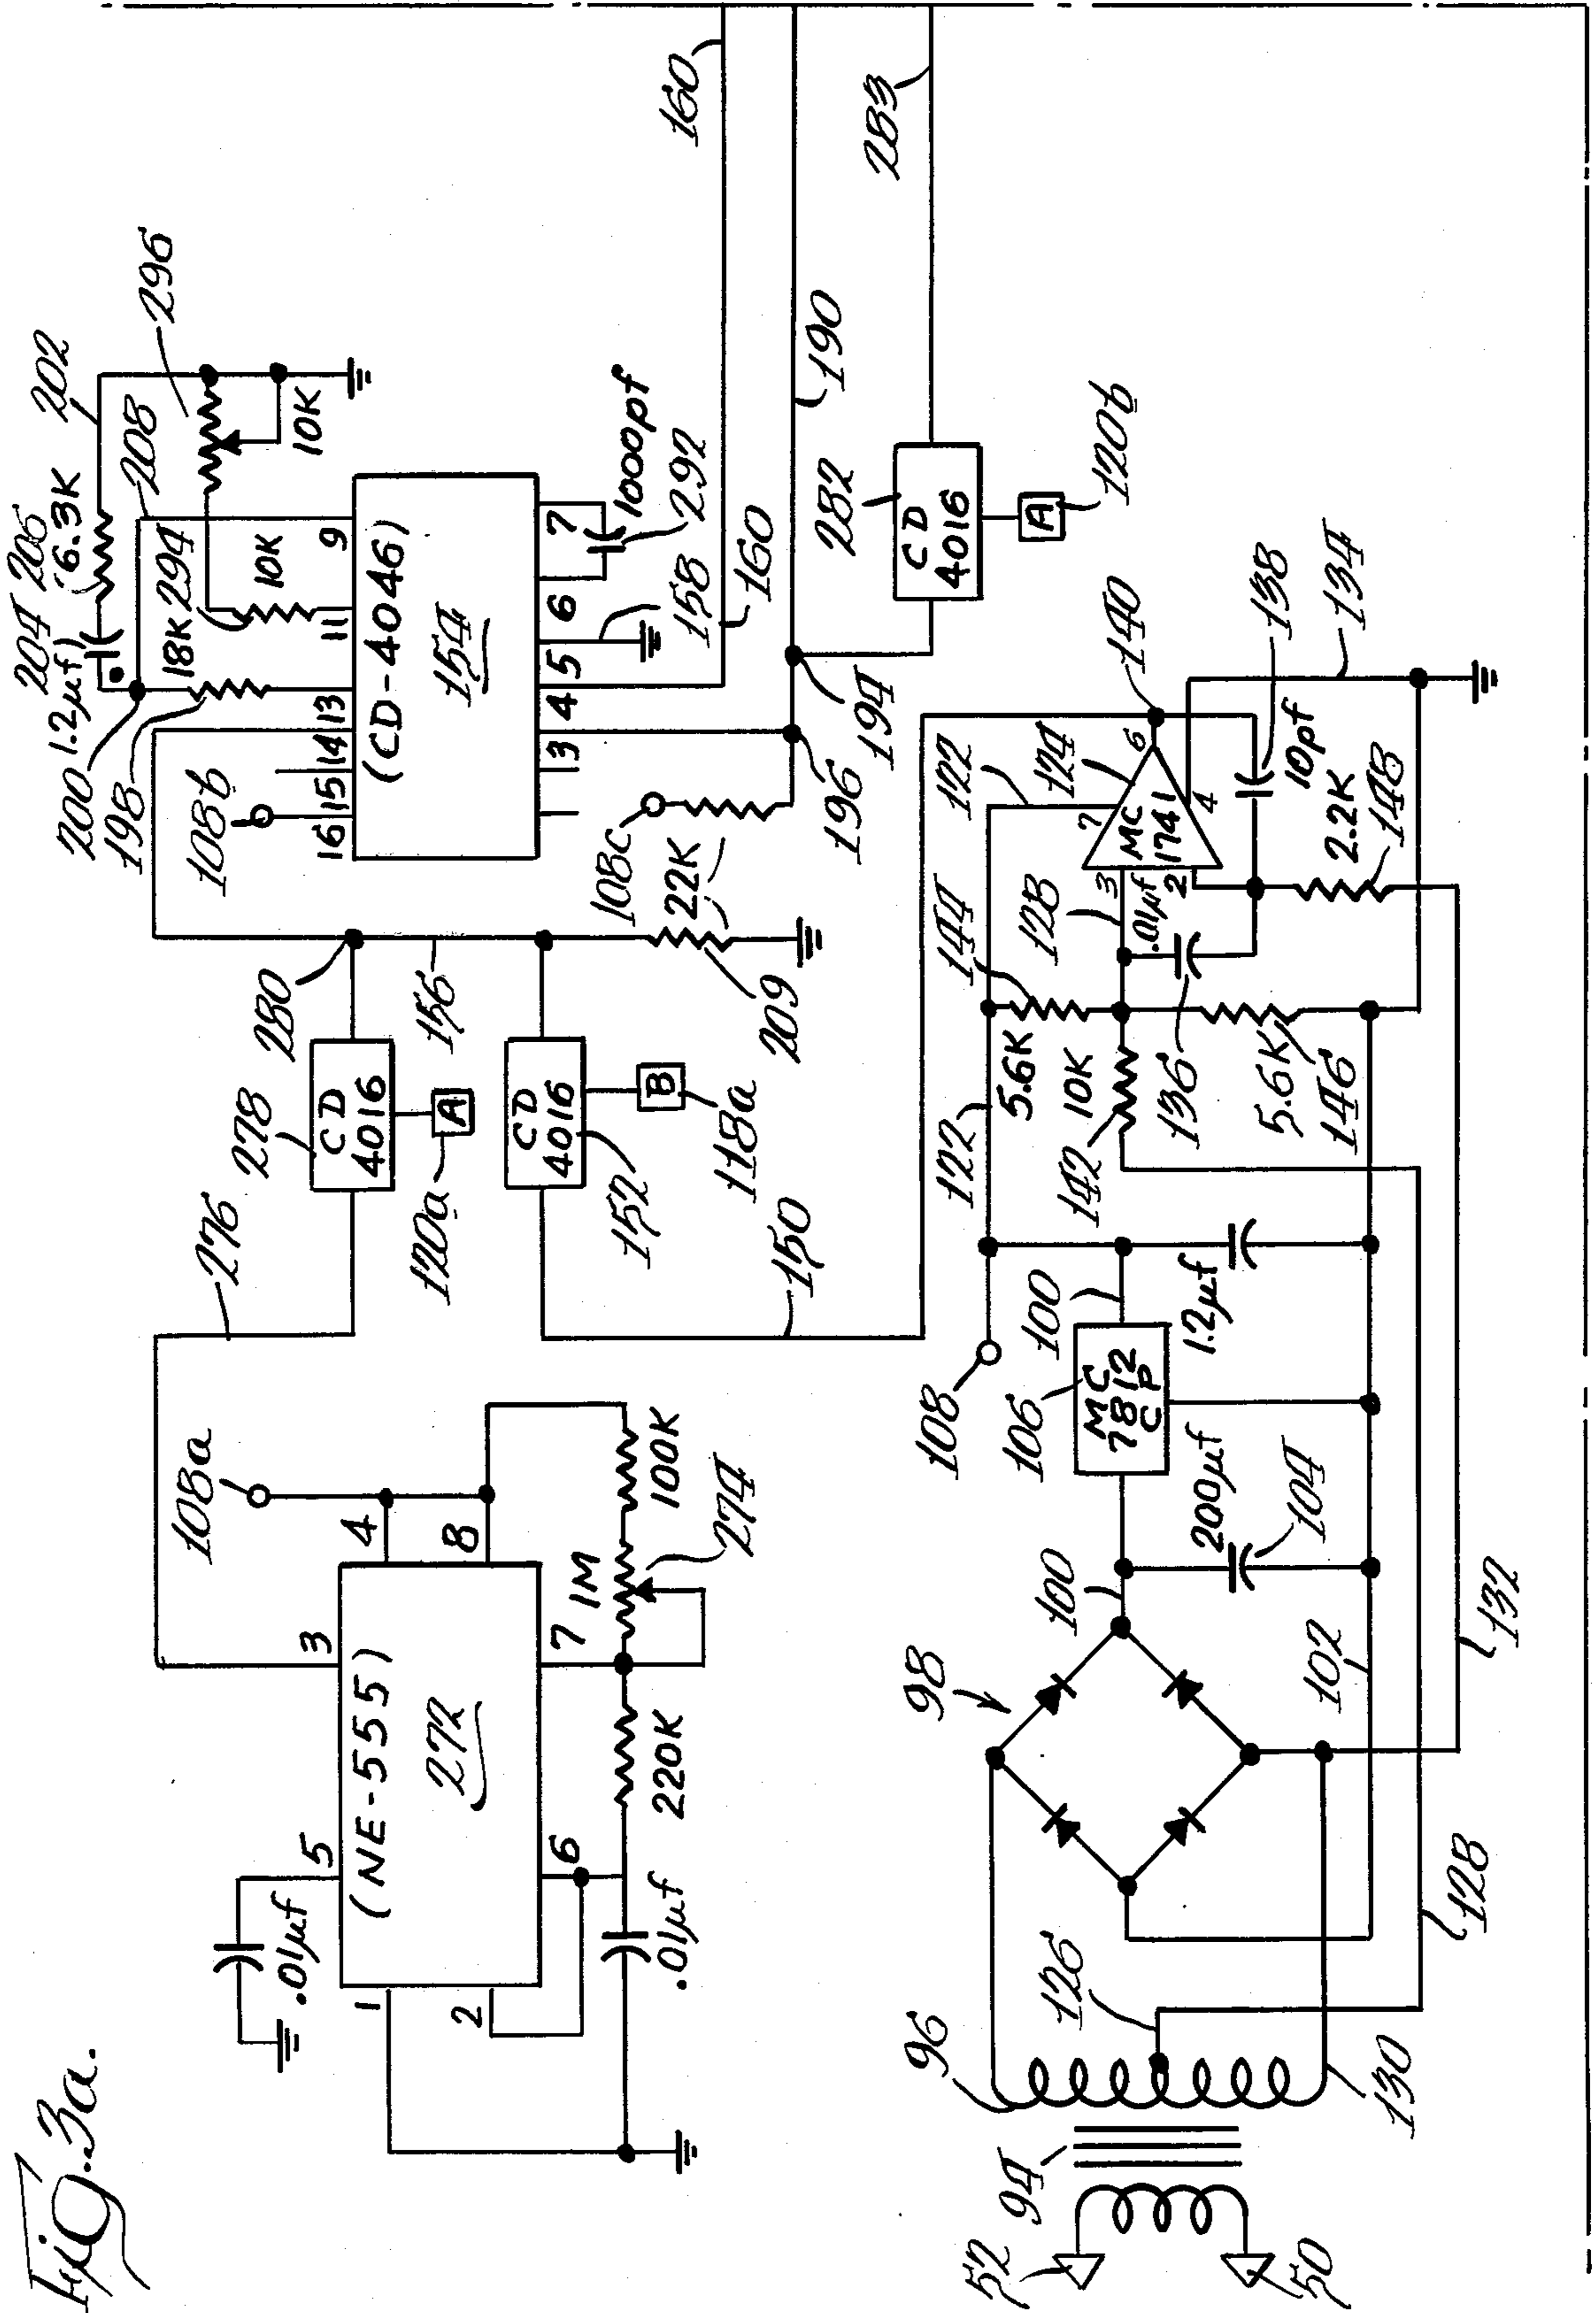 Fig. 3a.
202
296
204
206
1.2μf
6.3K
208
200
198
18K
294
10K
10K
108b
16
15
14
13
11
9
(CD-4046)
154
3
4
5
6
7
1000pf
292
158
160
160
190
283
108c
22K
196
194
282
CD
4016
A
120b
276
278
CD
4016
A
120a
280
156
CD
4016
B
152
118a
209
150
108a
5
3
4
.01μf
(NE-555)
272
8
1
2
6
7
1M
100K
220K
274
.01μf
108
122
144
122
124
140
5.6K
128
3
7
6
MC
1741
2
4
.01μf
10K
142
136
5.6K
146
10pf
138
2.2K
148
134
98
100
106
MC
7812
CP
100
200μf
104
1.2μf
102
132
128
96
126
94
130
52
50